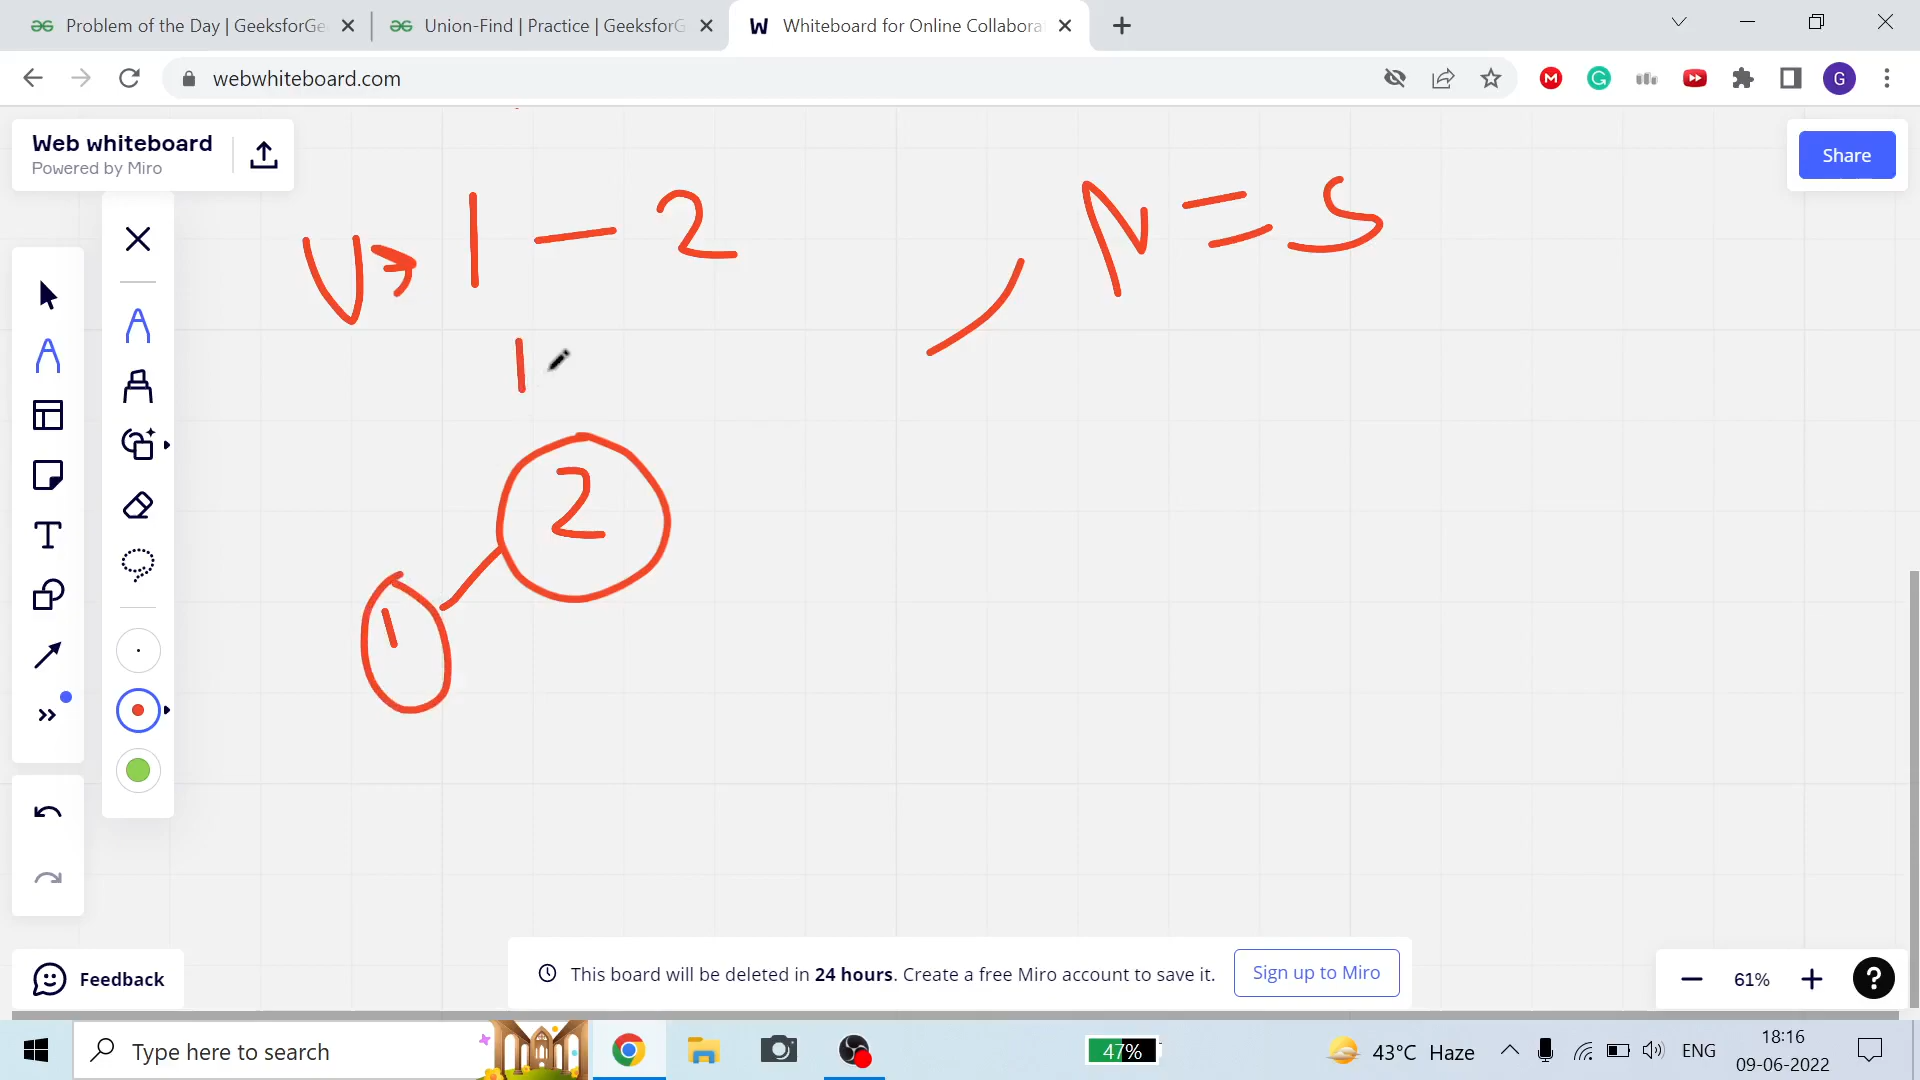 Problem of the Day | GeeksforGe
Union-Find | Practice | GeeksforG
Whiteboard for Online Collabora
webwhiteboard.com
G
Web whiteboard
Powered by Miro
Share
U→ 1 — 2 , N = 5
1
2
1
Feedback
This board will be deleted in 24 hours. Create a free Miro account to save it.
Sign up to Miro
61%
?
Type here to search
47%
43°C Haze
ENG
18:16
09-06-2022